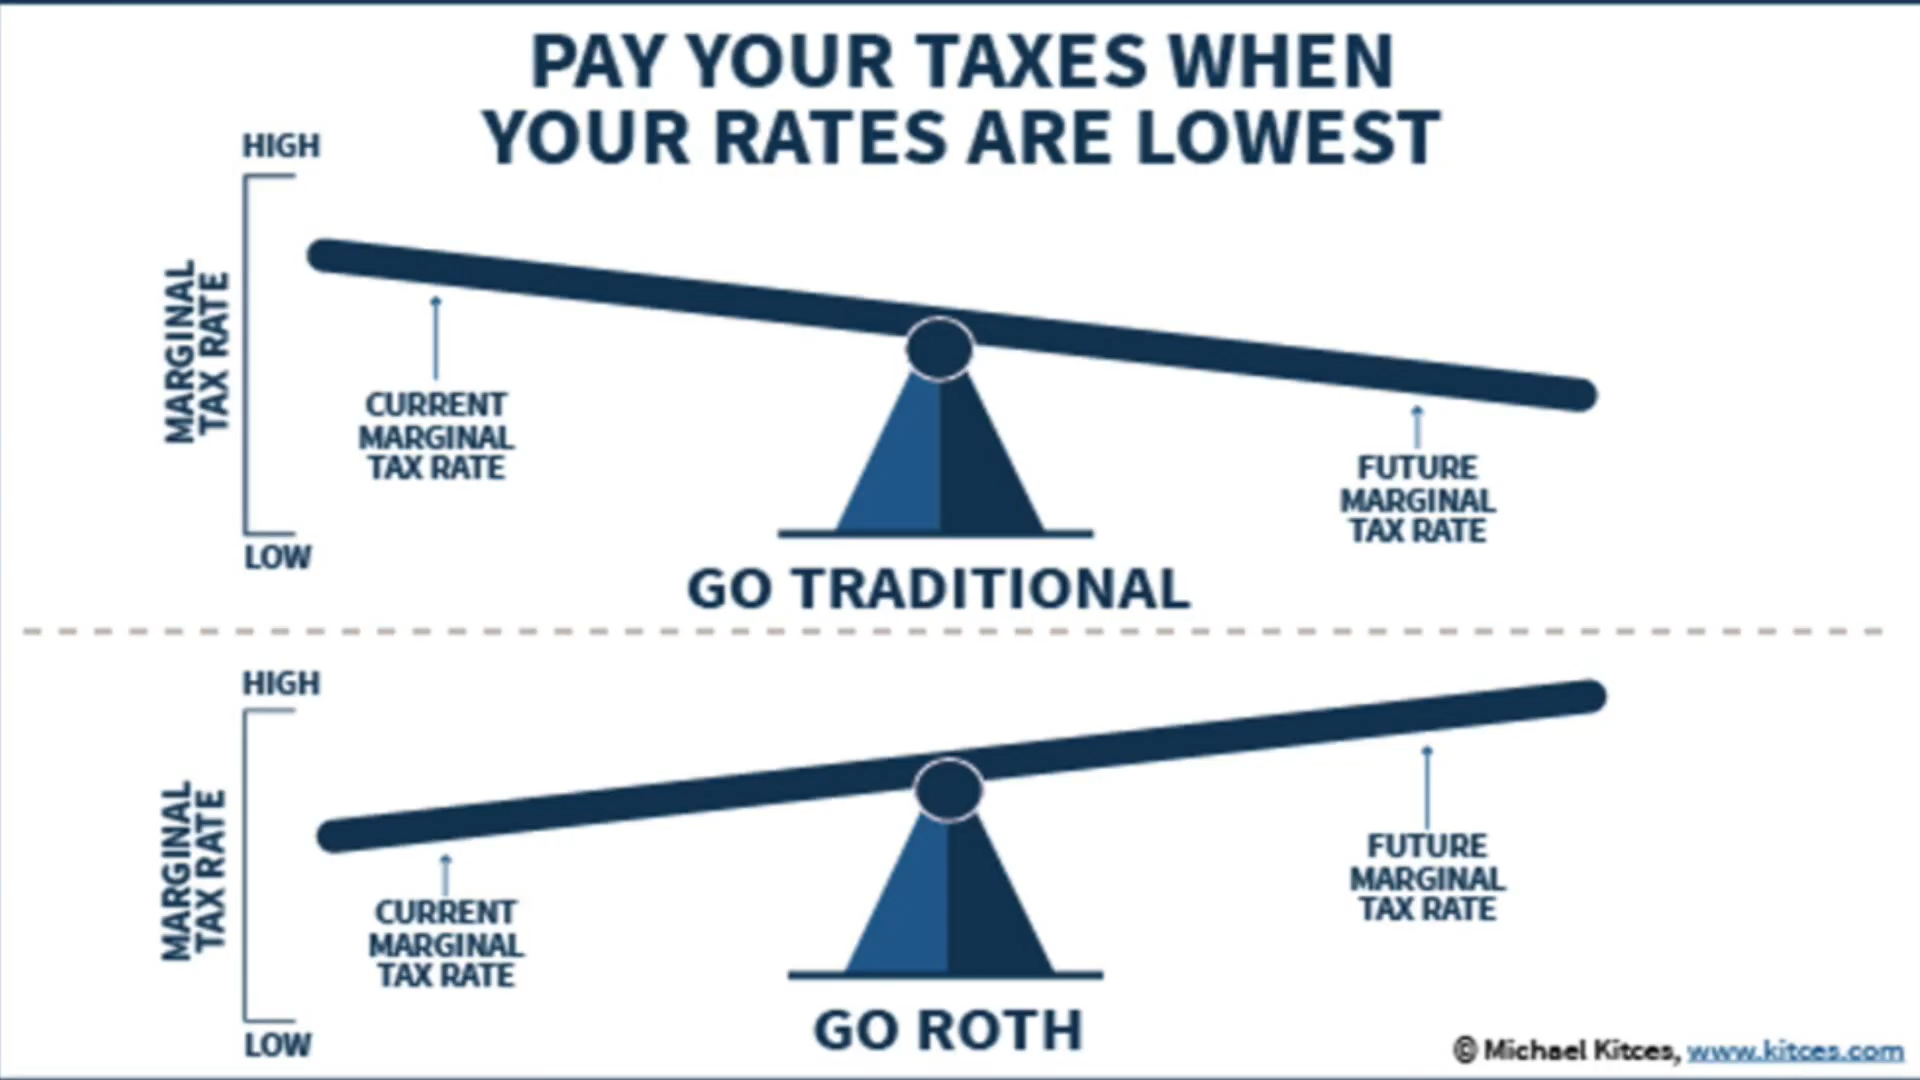 PAY YOUR TAXES WHEN
YOUR RATES ARE LOWEST
HIGH
MARGINAL
TAX RATE
CURRENT
MARGINAL
TAX RATE
FUTURE
MARGINAL
TAX RATE
LOW
GO TRADITIONAL
HIGH
MARGINAL
TAX RATE
FUTURE
MARGINAL
TAX RATE
CURRENT
MARGINAL
TAX RATE
GO ROTH
LOW
© Michael Kitces, www.kitces.com